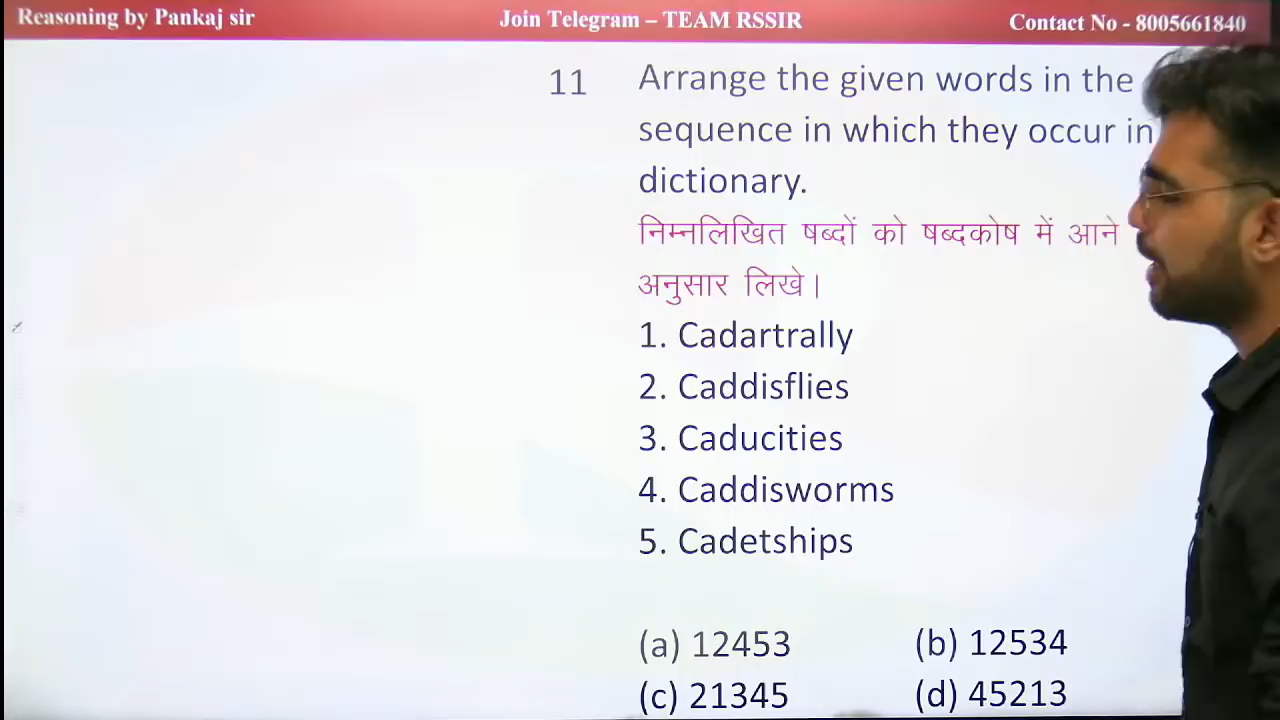 Reasoning by Pankaj sir
Join Telegram – TEAM RSSIR
Contact No - 8005661840
11
Arrange the given words in the
sequence in which they occur in
dictionary.
निम्नलिखित षब्दों को षब्दकोष में आने
अनुसार लिखे।
1. Cadartrally
2. Caddisflies
3. Caducities
4. Caddisworms
5. Cadetships
(a) 12453
(b) 12534
(c) 21345
(d) 45213